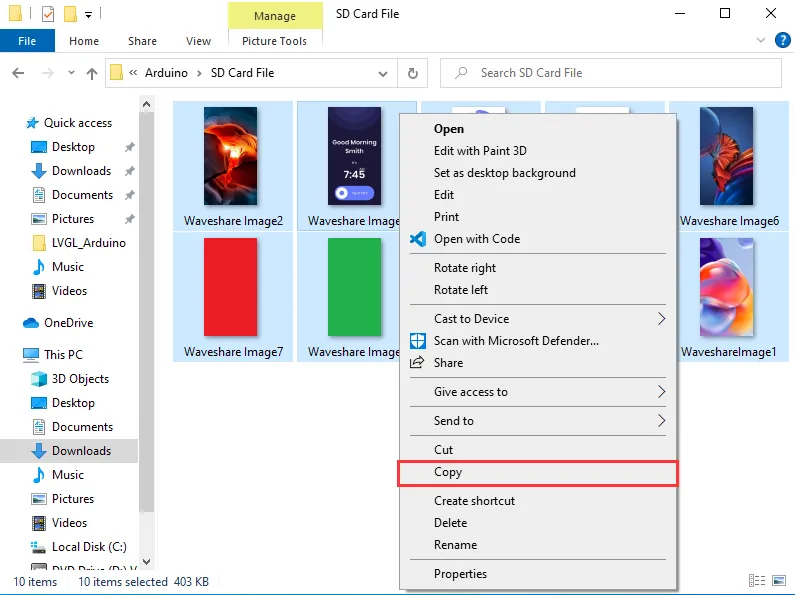 Manage
SD Card File
File
Home
Share
View
Picture Tools
?
« Arduino › SD Card File
Search SD Card File
Quick access
Desktop
Downloads
Documents
Pictures
LVGL_Arduino
Music
Videos
OneDrive
This PC
3D Objects
Desktop
Documents
Downloads
Music
Pictures
Videos
Local Disk (C:)
Waveshare Image2
Good Morning
Smith
7:45
Waveshare Image
Waveshare Image6
Waveshare Image7
Waveshare Image
WaveshareImage1
Open
Edit with Paint 3D
Set as desktop background
Edit
Print
Open with Code
Rotate right
Rotate left
Cast to Device
Scan with Microsoft Defender...
Share
Give access to
Send to
Cut
Copy
Create shortcut
Delete
Rename
Properties
10 items
10 items selected 403 KB